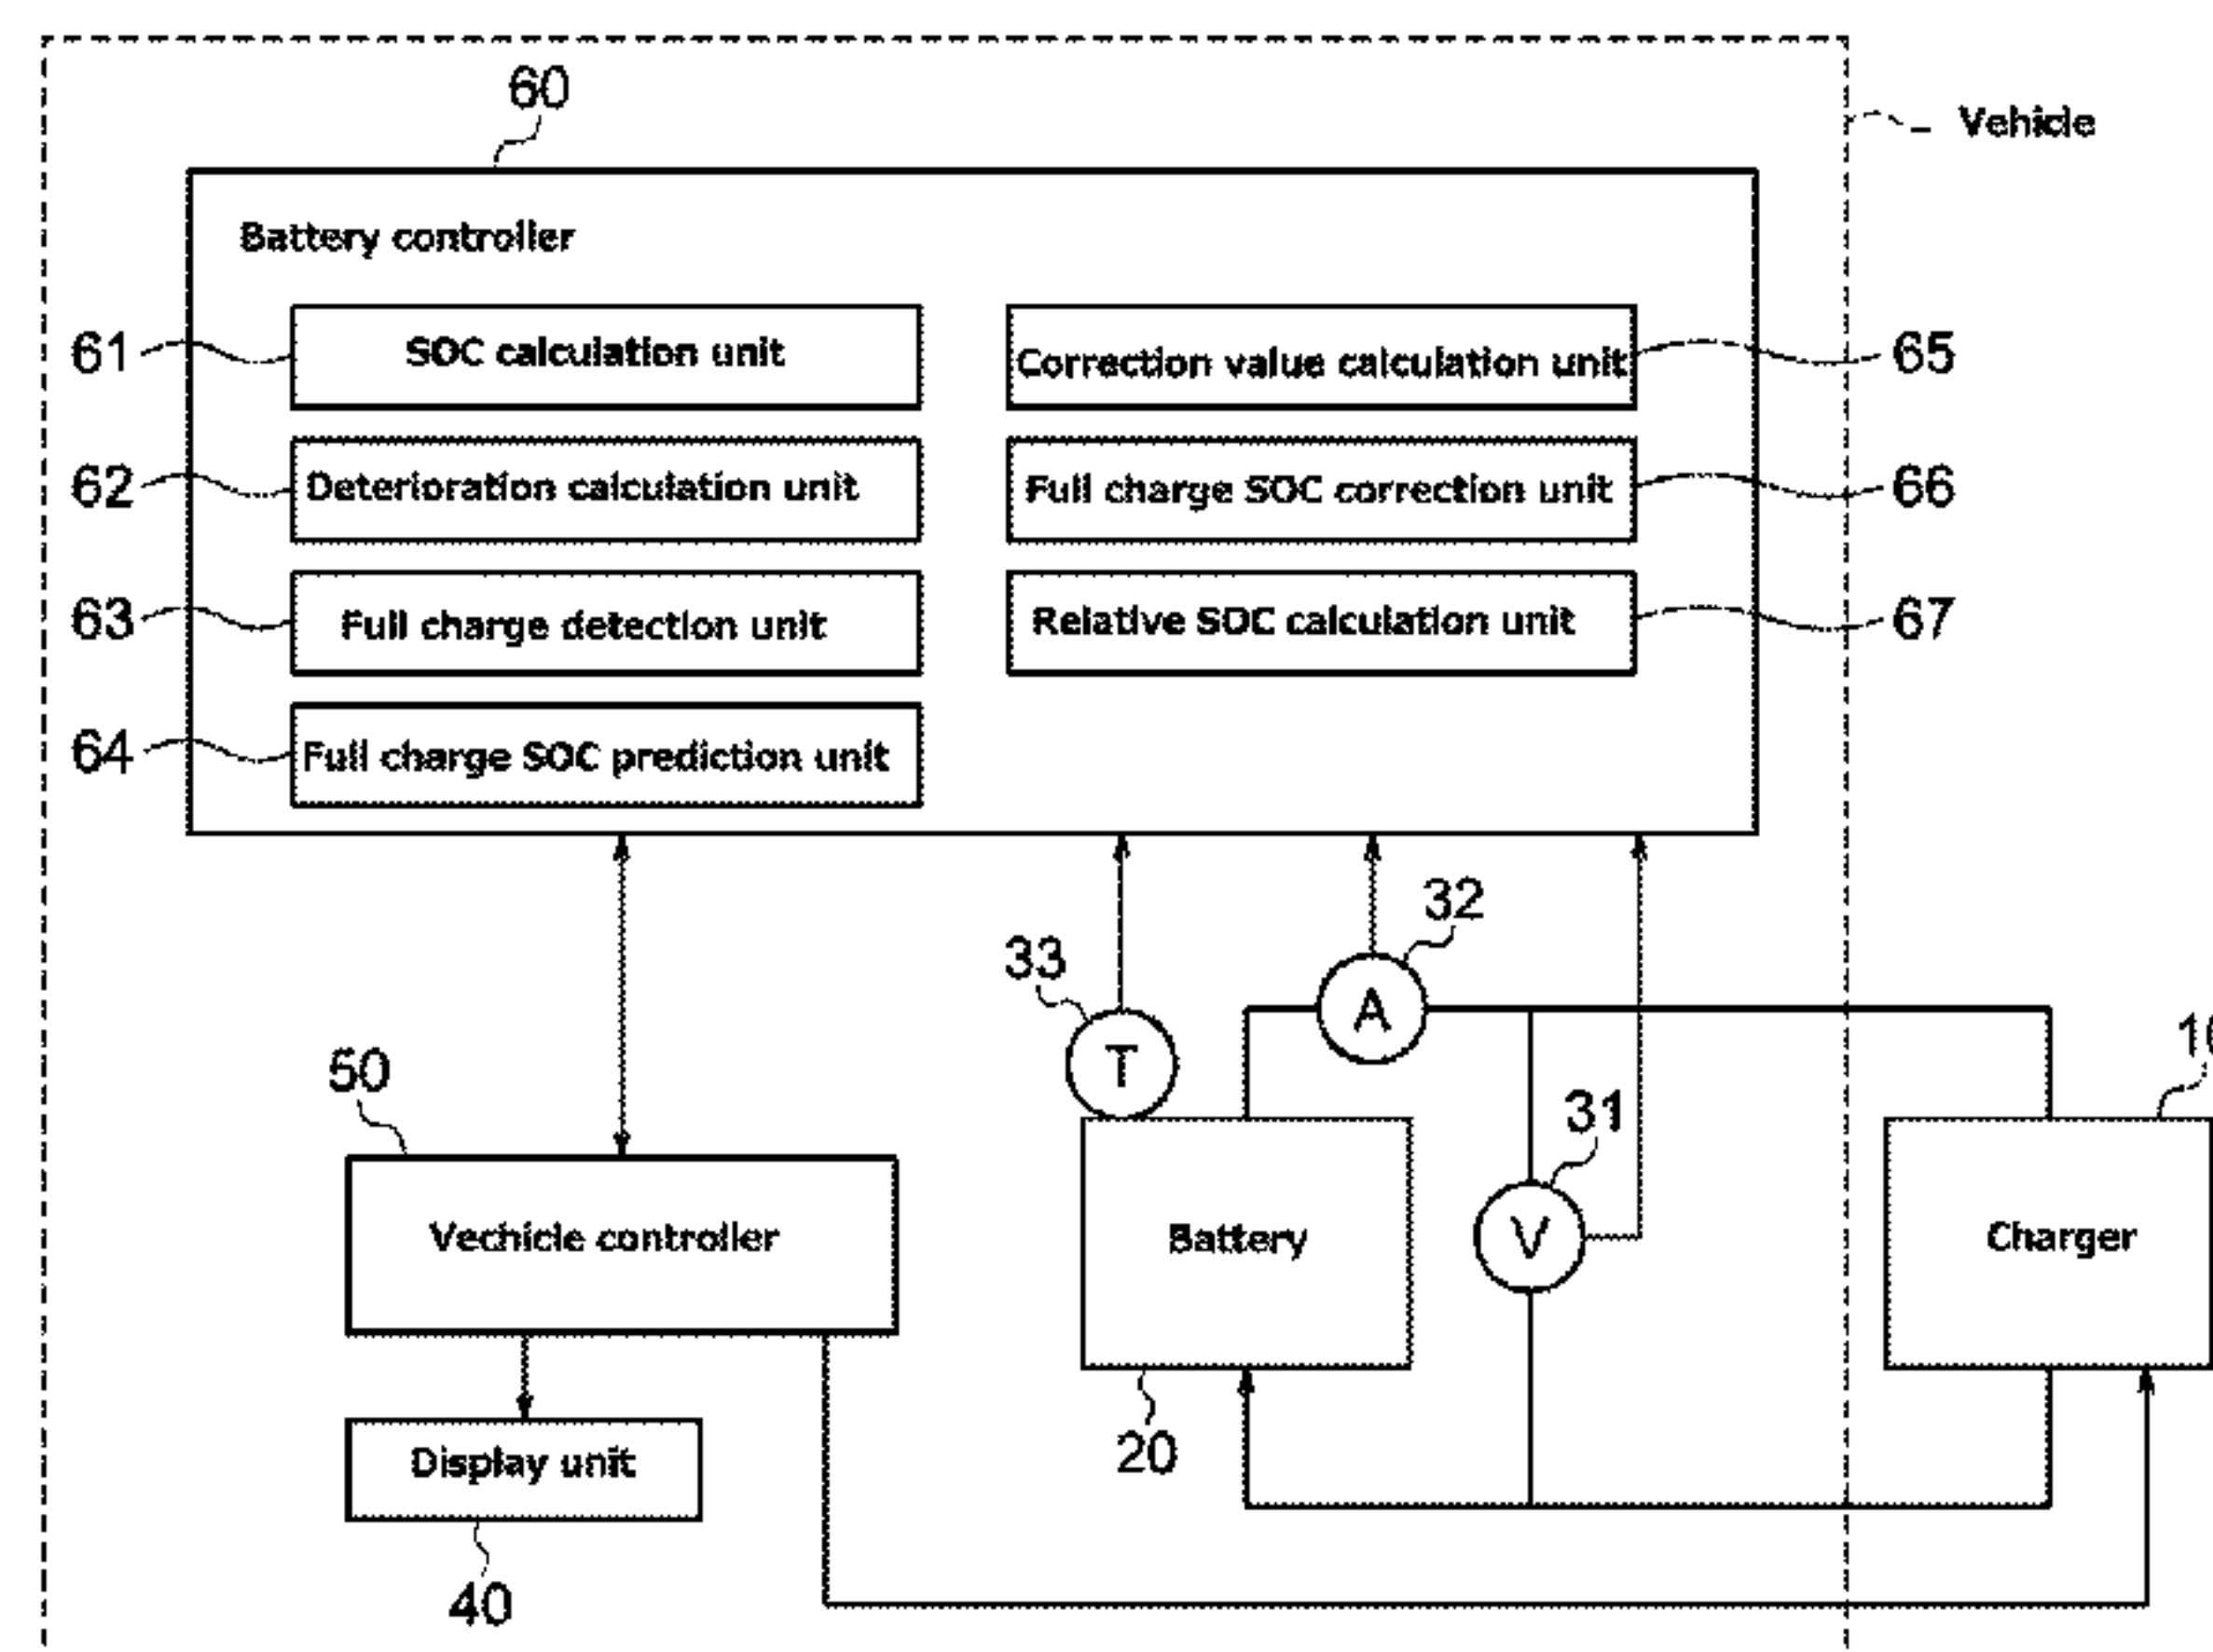 60
Vehicle
Battery controller
61
SOC calculation unit
Correction value calculation unit
65
62
Deterioration calculation unit
Full charge SOC correction unit
66
63
Full charge detection unit
Relative SOC calculation unit
67
64
Full charge SOC prediction unit
32
33
A
T
50
31
Vechicle controller
Battery
V
Charger
Display unit
20
40